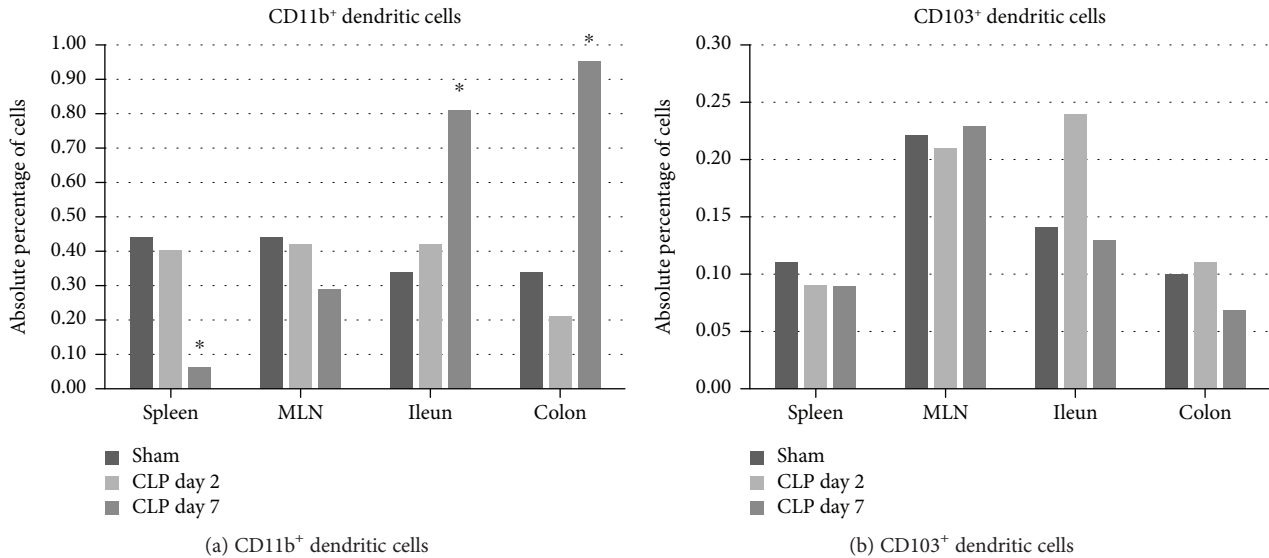 CD11b⁺ dendritic cells
1.00
0.90
0.80
0.70
0.60
0.50
0.40
0.30
0.20
0.10
0.00
Absolute percentage of cells
*
*
*
Spleen MLN Ileun Colon
Sham
CLP day 2
CLP day 7
(a) CD11b⁺ dendritic cells
CD103⁺ dendritic cells
0.30
0.25
0.20
0.15
0.10
0.05
0.00
Absolute percentage of cells
Spleen MLN Ileun Colon
Sham
CLP day 2
CLP day 7
(b) CD103⁺ dendritic cells